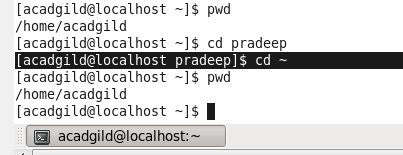 [acadgild@localhost ~]$ pwd
/home/acadgild
[acadgild@localhost ~]$ cd pradeep
[acadgild@localhost pradeep]$ cd ~
[acadgild@localhost ~]$ pwd
/home/acadgild
[acadgild@localhost ~]$
acadgild@localhost:~